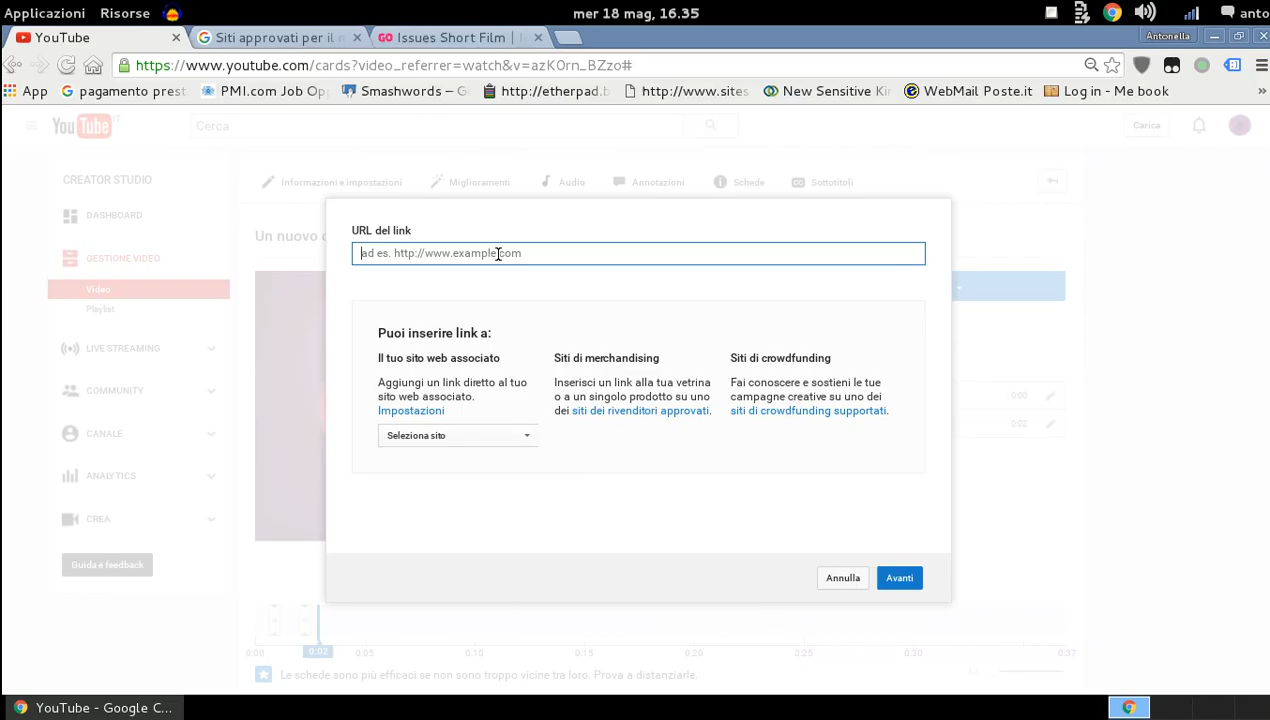 Applicazioni Risorse mer 18 mag, 16.35 anto
YouTube Siti approvati per il n Issues Short Film | I Antonella
https://www.youtube.com/cards?video_referrer=watch&v=azKOrn_BZzo#
App pagamento prest PMI.com Job Op Smashwords – G http://etherpad.b http://www.sites New Sensitive Ki WebMail Poste.it Log in - Me book »
You Tube IT Cerca Carica
CREATOR STUDIO
Informazioni e impostazioni Miglioramenti Audio Annotazioni Schede Sottotitoli
DASHBOARD
Un nuovo
GESTIONE VIDEO
Video
Playlist
LIVE STREAMING
COMMUNITY
CANALE
ANALYTICS
CREA
Guida e feedback
URL del link
ad es. http://www.example.com
Puoi inserire link a:
Il tuo sito web associato
Aggiungi un link diretto al tuo
sito web associato.
Impostazioni
Seleziona sito
Siti di merchandising
Inserisci un link alla tua vetrina
o a un singolo prodotto su uno
dei siti dei rivenditori approvati.
Siti di crowdfunding
Fai conoscere e sostieni le tue
campagne creative su uno dei
siti di crowdfunding supportati.
0:00
0:02
Annulla Avanti
0:00 0:02 0:05 0:10 0:15 0:20 0:25 0:30 0:37
Le schede sono più efficaci se non sono troppo vicine tra loro. Prova a distanziarle.
YouTube - Google C...